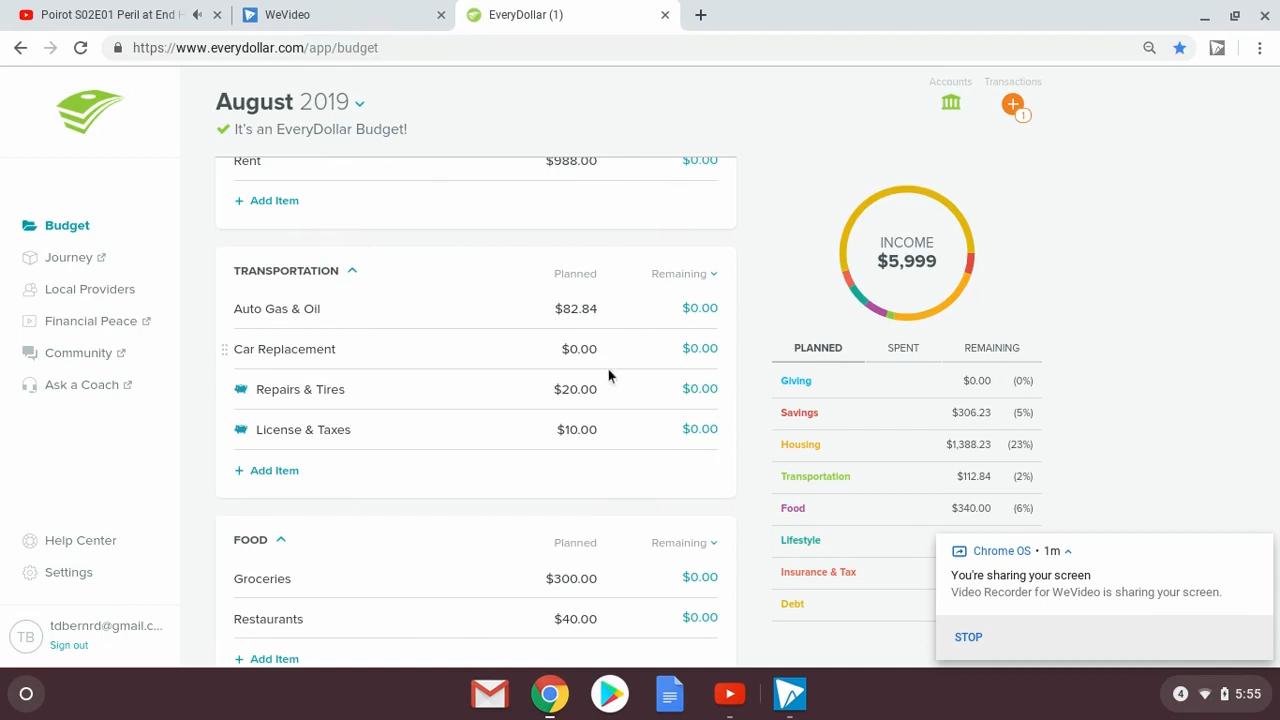 Poirot S02E01 Peril at End H
WeVideo
EveryDollar (1)
https://www.everydollar.com/app/budget
August 2019
It's an EveryDollar Budget!
Accounts
Transactions
1
Budget
Journey
Local Providers
Financial Peace
Community
Ask a Coach
Help Center
Settings
TB
tdbernrd@gmail.c...
Sign out
Rent $988.00 $0.00
+ Add Item
TRANSPORTATION Planned Remaining
Auto Gas & Oil $82.84 $0.00
Car Replacement $0.00 $0.00
Repairs & Tires $20.00 $0.00
License & Taxes $10.00 $0.00
+ Add Item
FOOD Planned Remaining
Groceries $300.00 $0.00
Restaurants $40.00 $0.00
+ Add Item
INCOME
$5,999
PLANNED SPENT REMAINING
Giving $0.00 (0%)
Savings $306.23 (5%)
Housing $1,388.23 (23%)
Transportation $112.84 (2%)
Food $340.00 (6%)
Lifestyle
Insurance & Tax
Debt
Chrome OS • 1m
You're sharing your screen
Video Recorder for WeVideo is sharing your screen.
STOP
4
5:55